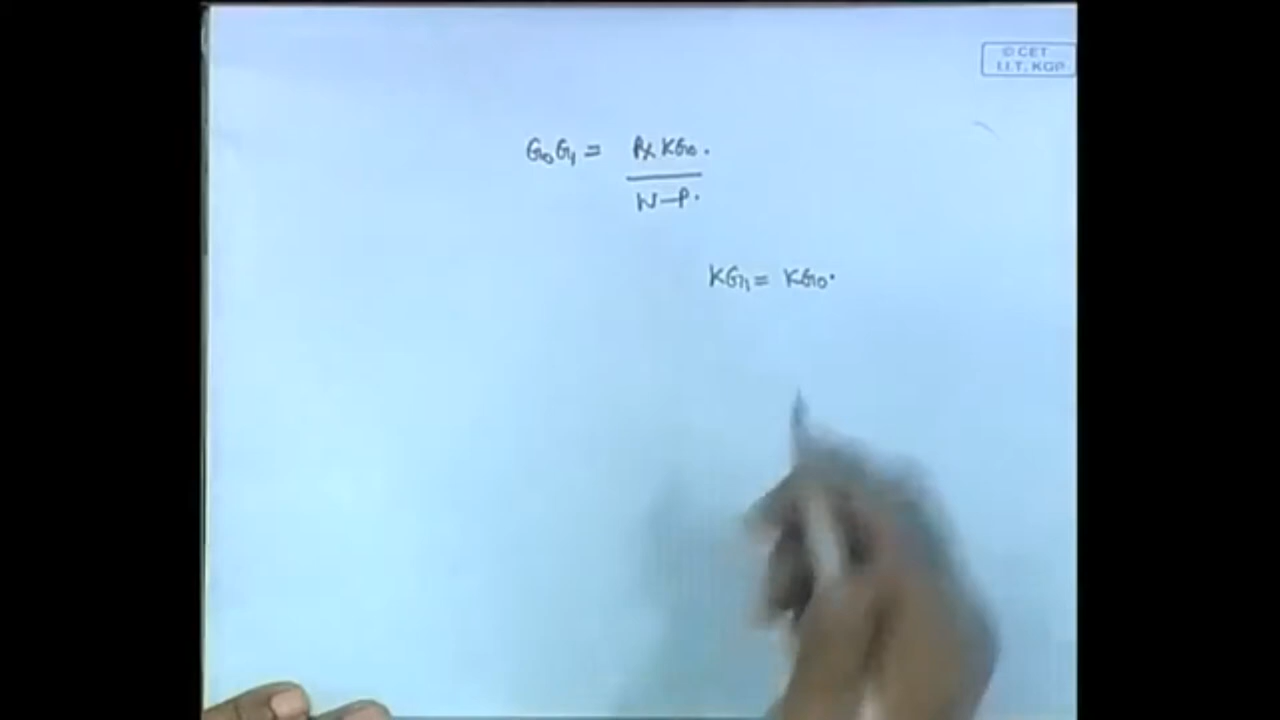 © CET
I.I.T. KGP
G₀G₁ = P x KG₀.
W-P.
KG₁ = KG₀.